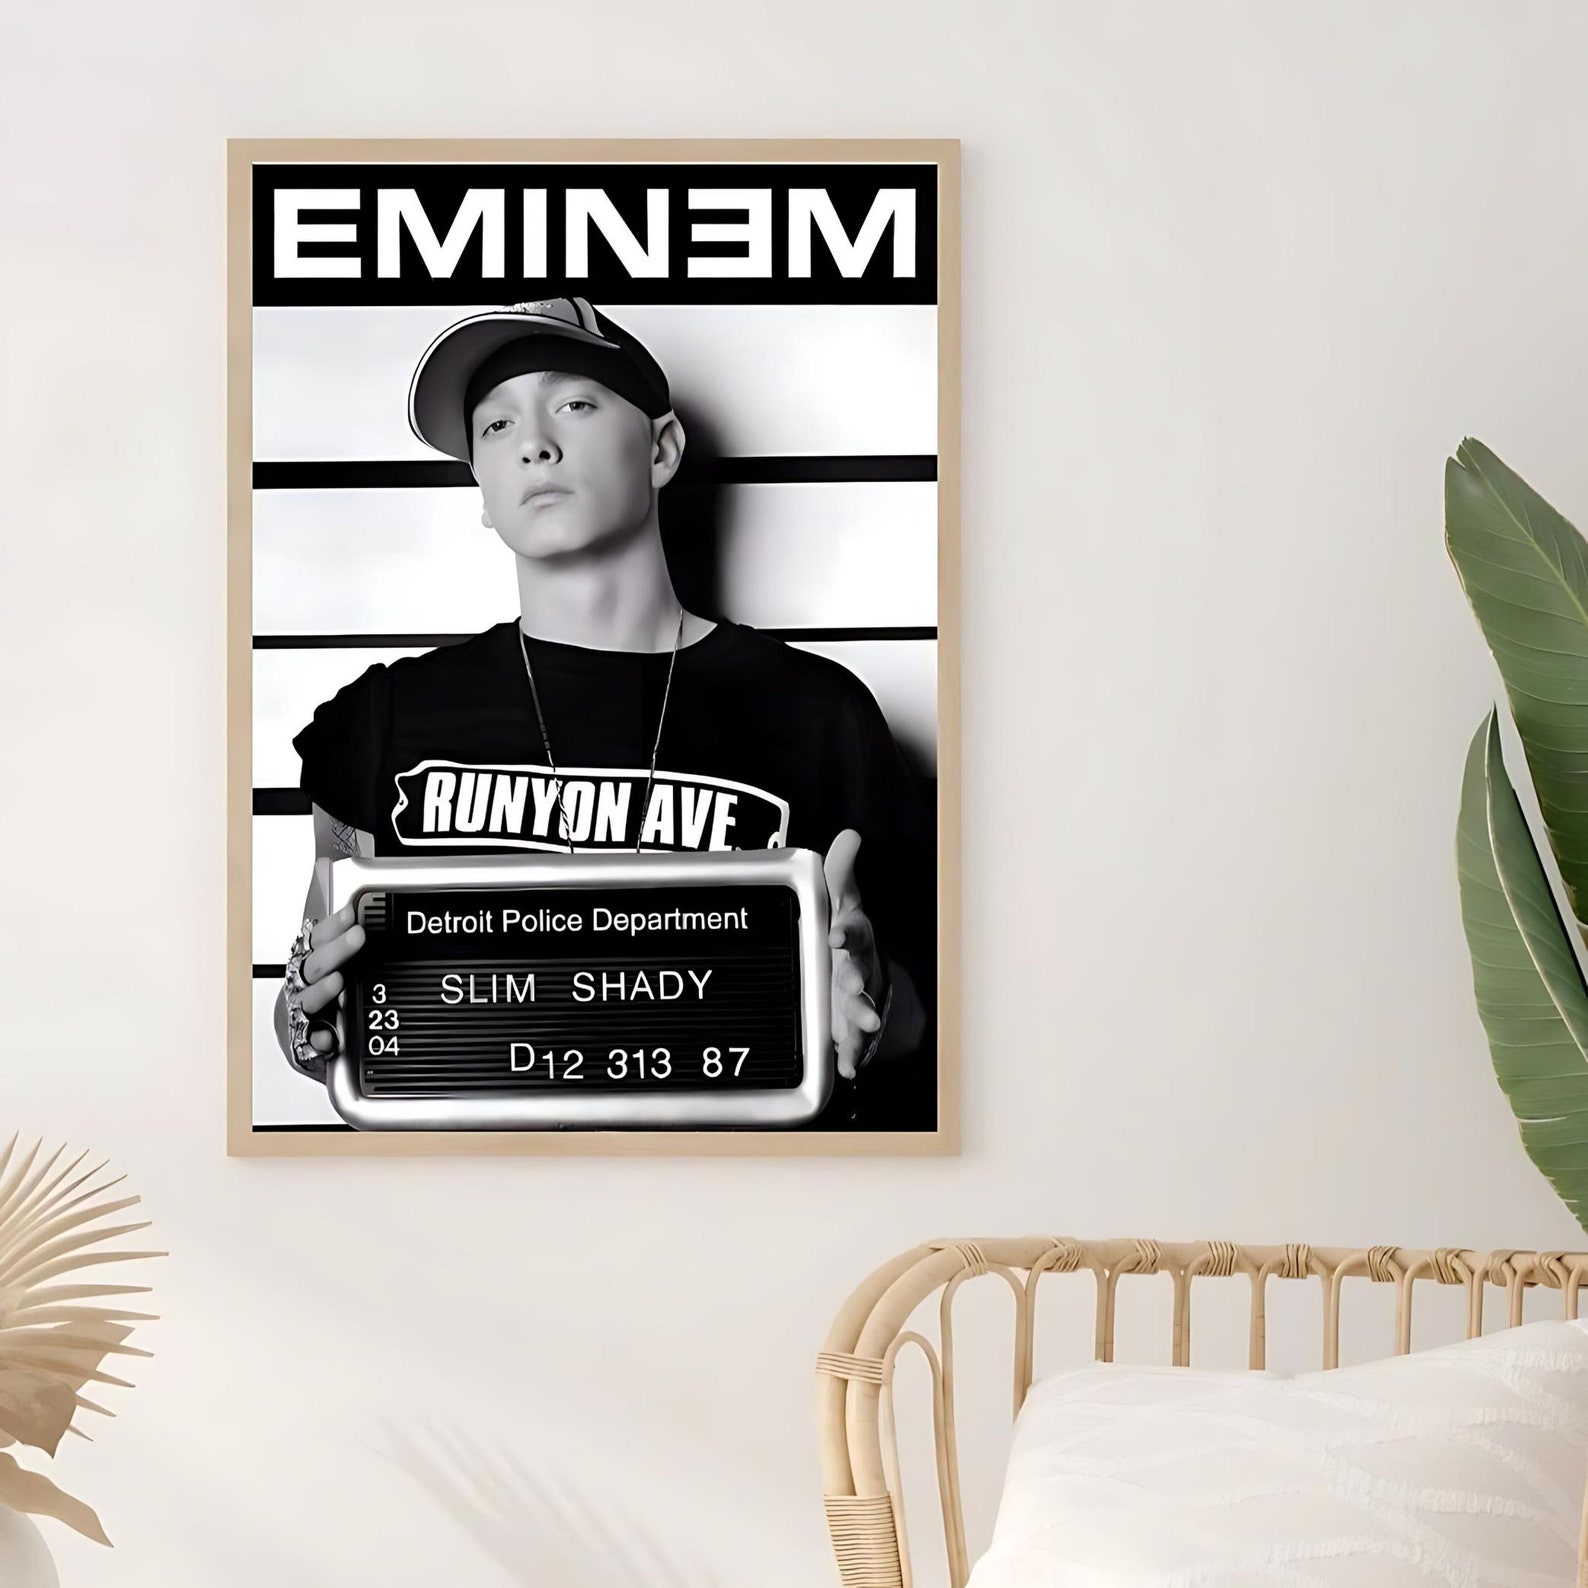 EMINƎM
RUNYON AVE.
Detroit Police Department
SLIM SHADY
3
23
04
D12 313 87